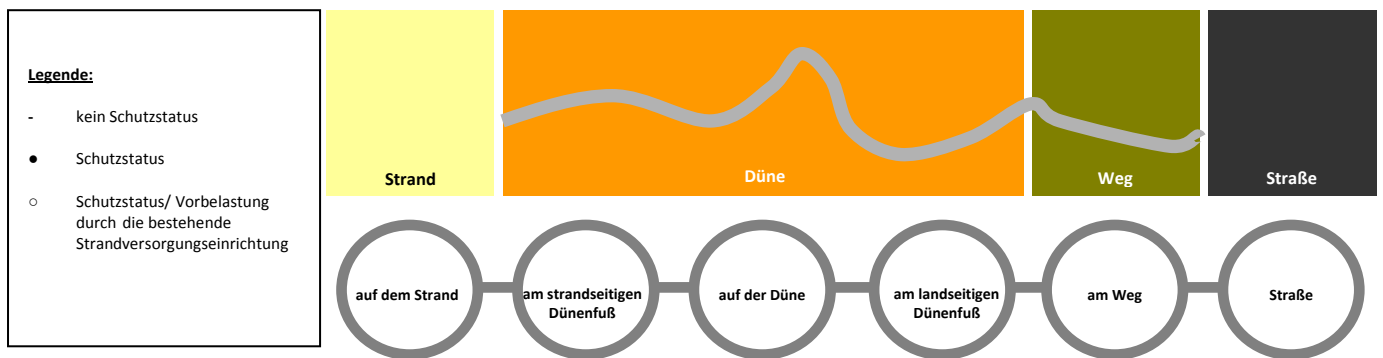 Legende:
- kein Schutzstatus
● Schutzstatus
○ Schutzstatus/ Vorbelastung
durch die bestehende
Strandversorgungseinrichtung
Strand
Düne
Weg
Straße
auf dem Strand
am strandseitigen
Dünenfuß
auf der Düne
am landseitigen
Dünenfuß
am Weg
Straße